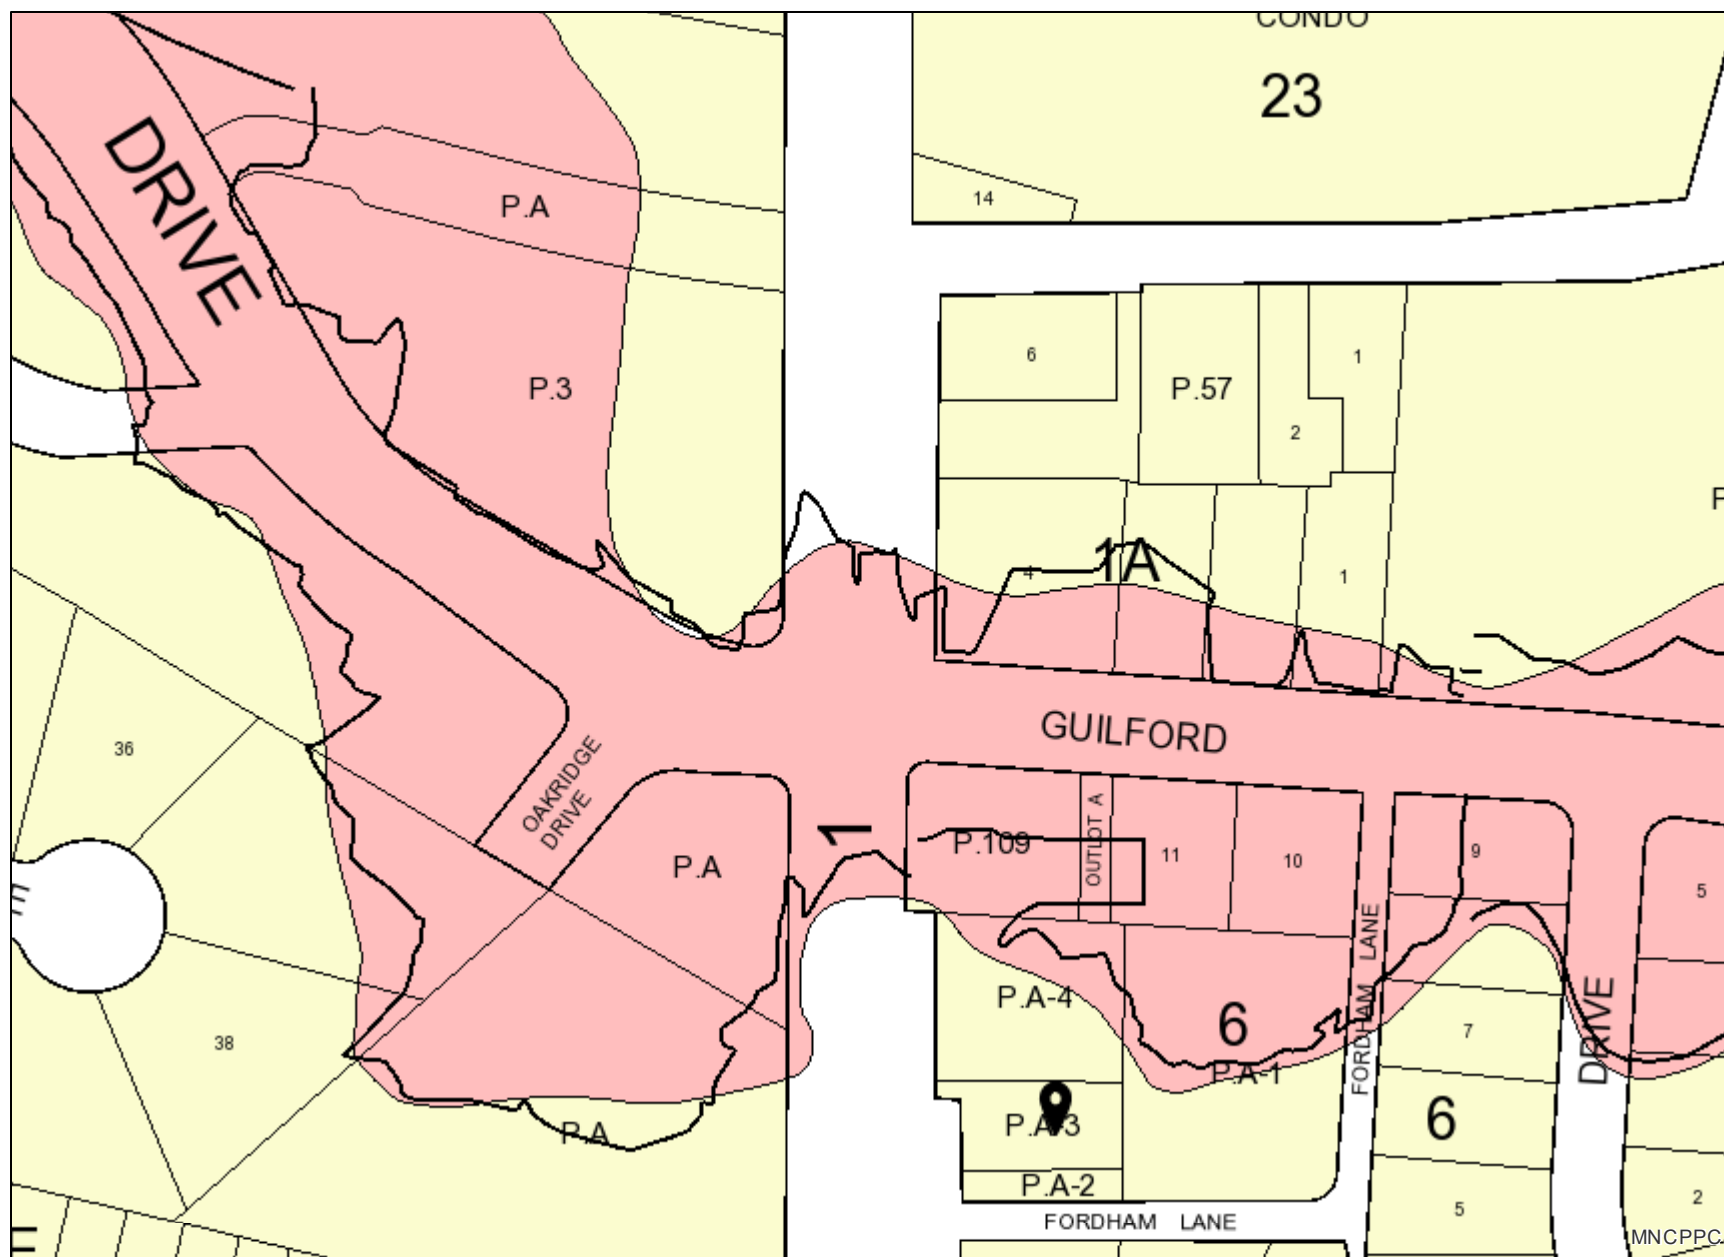 CONDO
23
DRIVE
14
P.A
6
1
P.3
P.57
2
4
1A
1
GUILFORD
36
OAKRIDGE
DRIVE
1
P.109
OUTLOT A
11
10
9
5
P.A
FORDHAM LANE
P.A-4
6
7
DRIVE
38
P.A-1
P.A-3
6
P.A
P.A-2
5
2
FORDHAM LANE
MNCPPC